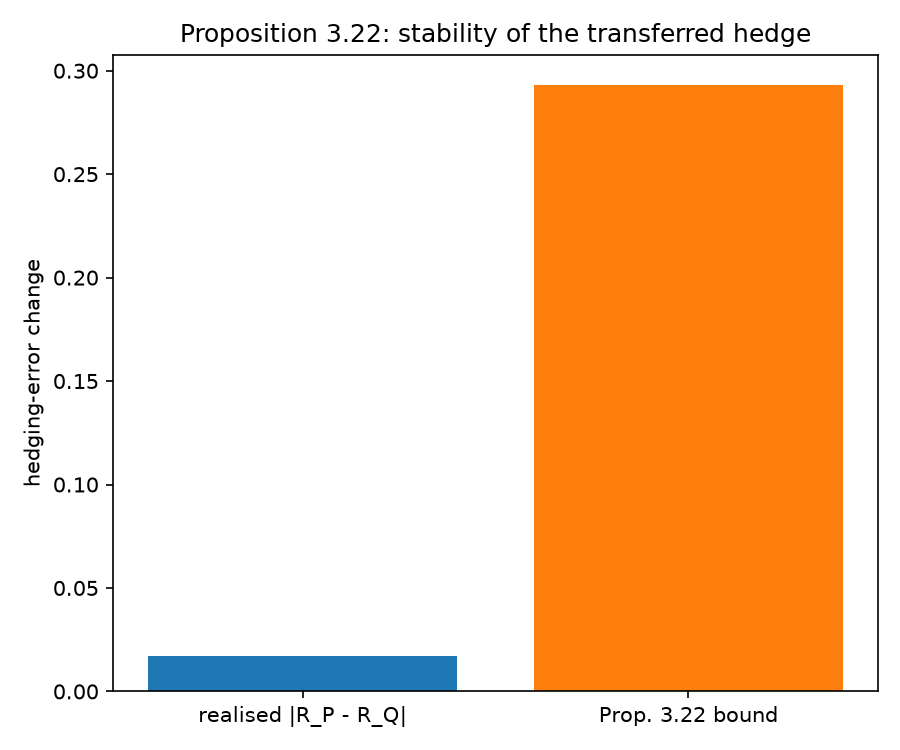 Proposition 3.22: stability of the transferred hedge
hedging-error change
0.30
0.25
0.20
0.15
0.10
0.05
0.00
realised |R_P - R_Q|
Prop. 3.22 bound